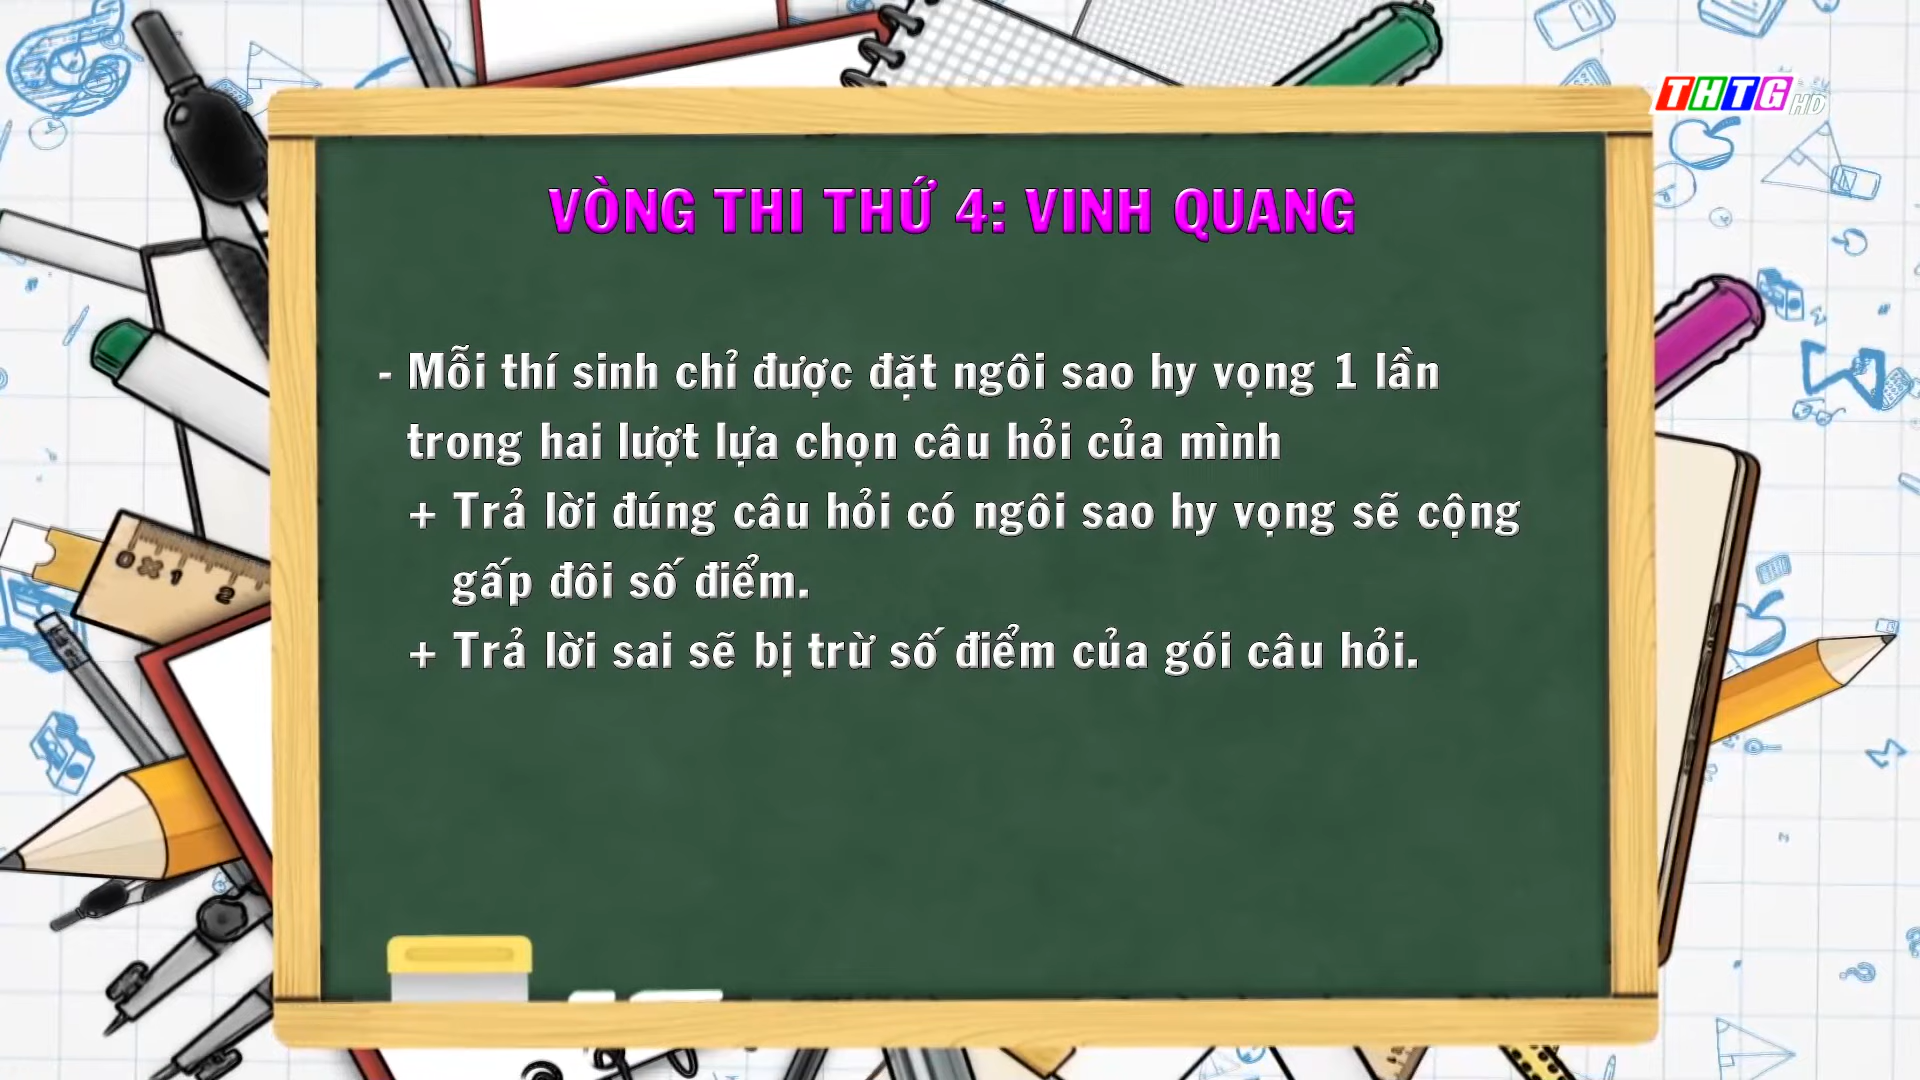 THTG HD
VÒNG THI THỨ 4: VINH QUANG
- Mỗi thí sinh chỉ được đặt ngôi sao hy vọng 1 lần
trong hai lượt lựa chọn câu hỏi của mình
+ Trả lời đúng câu hỏi có ngôi sao hy vọng sẽ cộng
gấp đôi số điểm.
+ Trả lời sai sẽ bị trừ số điểm của gói câu hỏi.
0 1 2